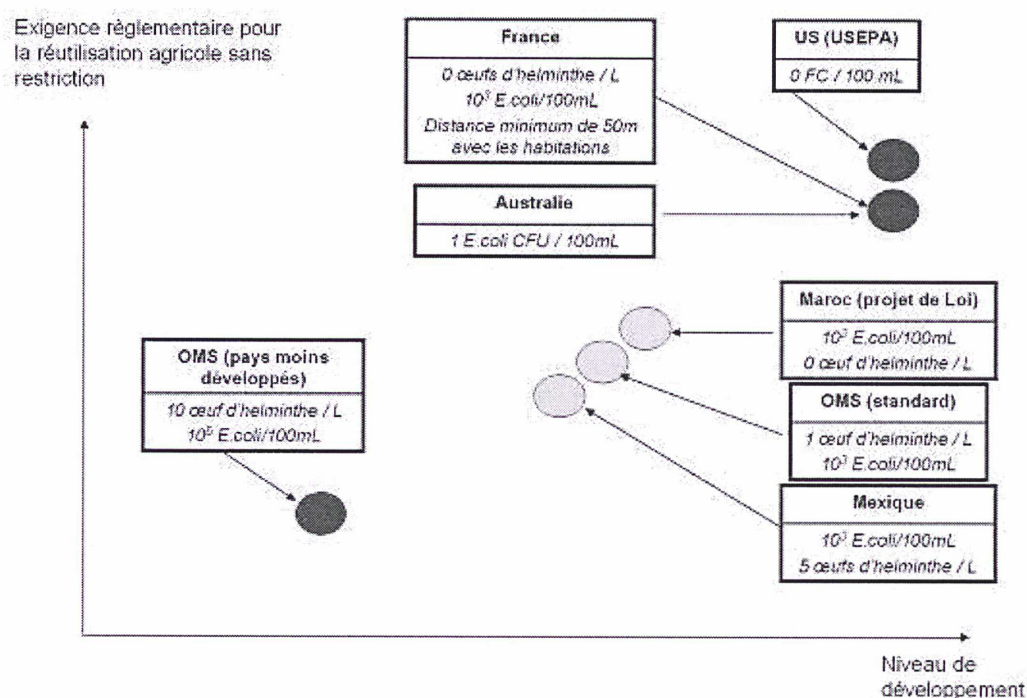 Exigence règlementaire pour
la réutilisation agricole sans
restriction
France
0 œufs d'helminthe / L
10³ E.coli/100mL
Distance minimum de 50m
avec les habitations
US (USEPA)
0 FC / 100 mL
Australie
1 E.coli CFU / 100mL
Maroc (projet de Loi)
10³ E.coli/100mL
0 œuf d'helminthe / L
OMS (pays moins
développés)
10 œuf d'helminthe / L
10⁵ E.coli/100mL
OMS (standard)
1 œuf d'helminthe / L
10³ E.coli/100mL
Mexique
10³ E.coli/100mL
5 œufs d'helminthe / L
Niveau de
développement